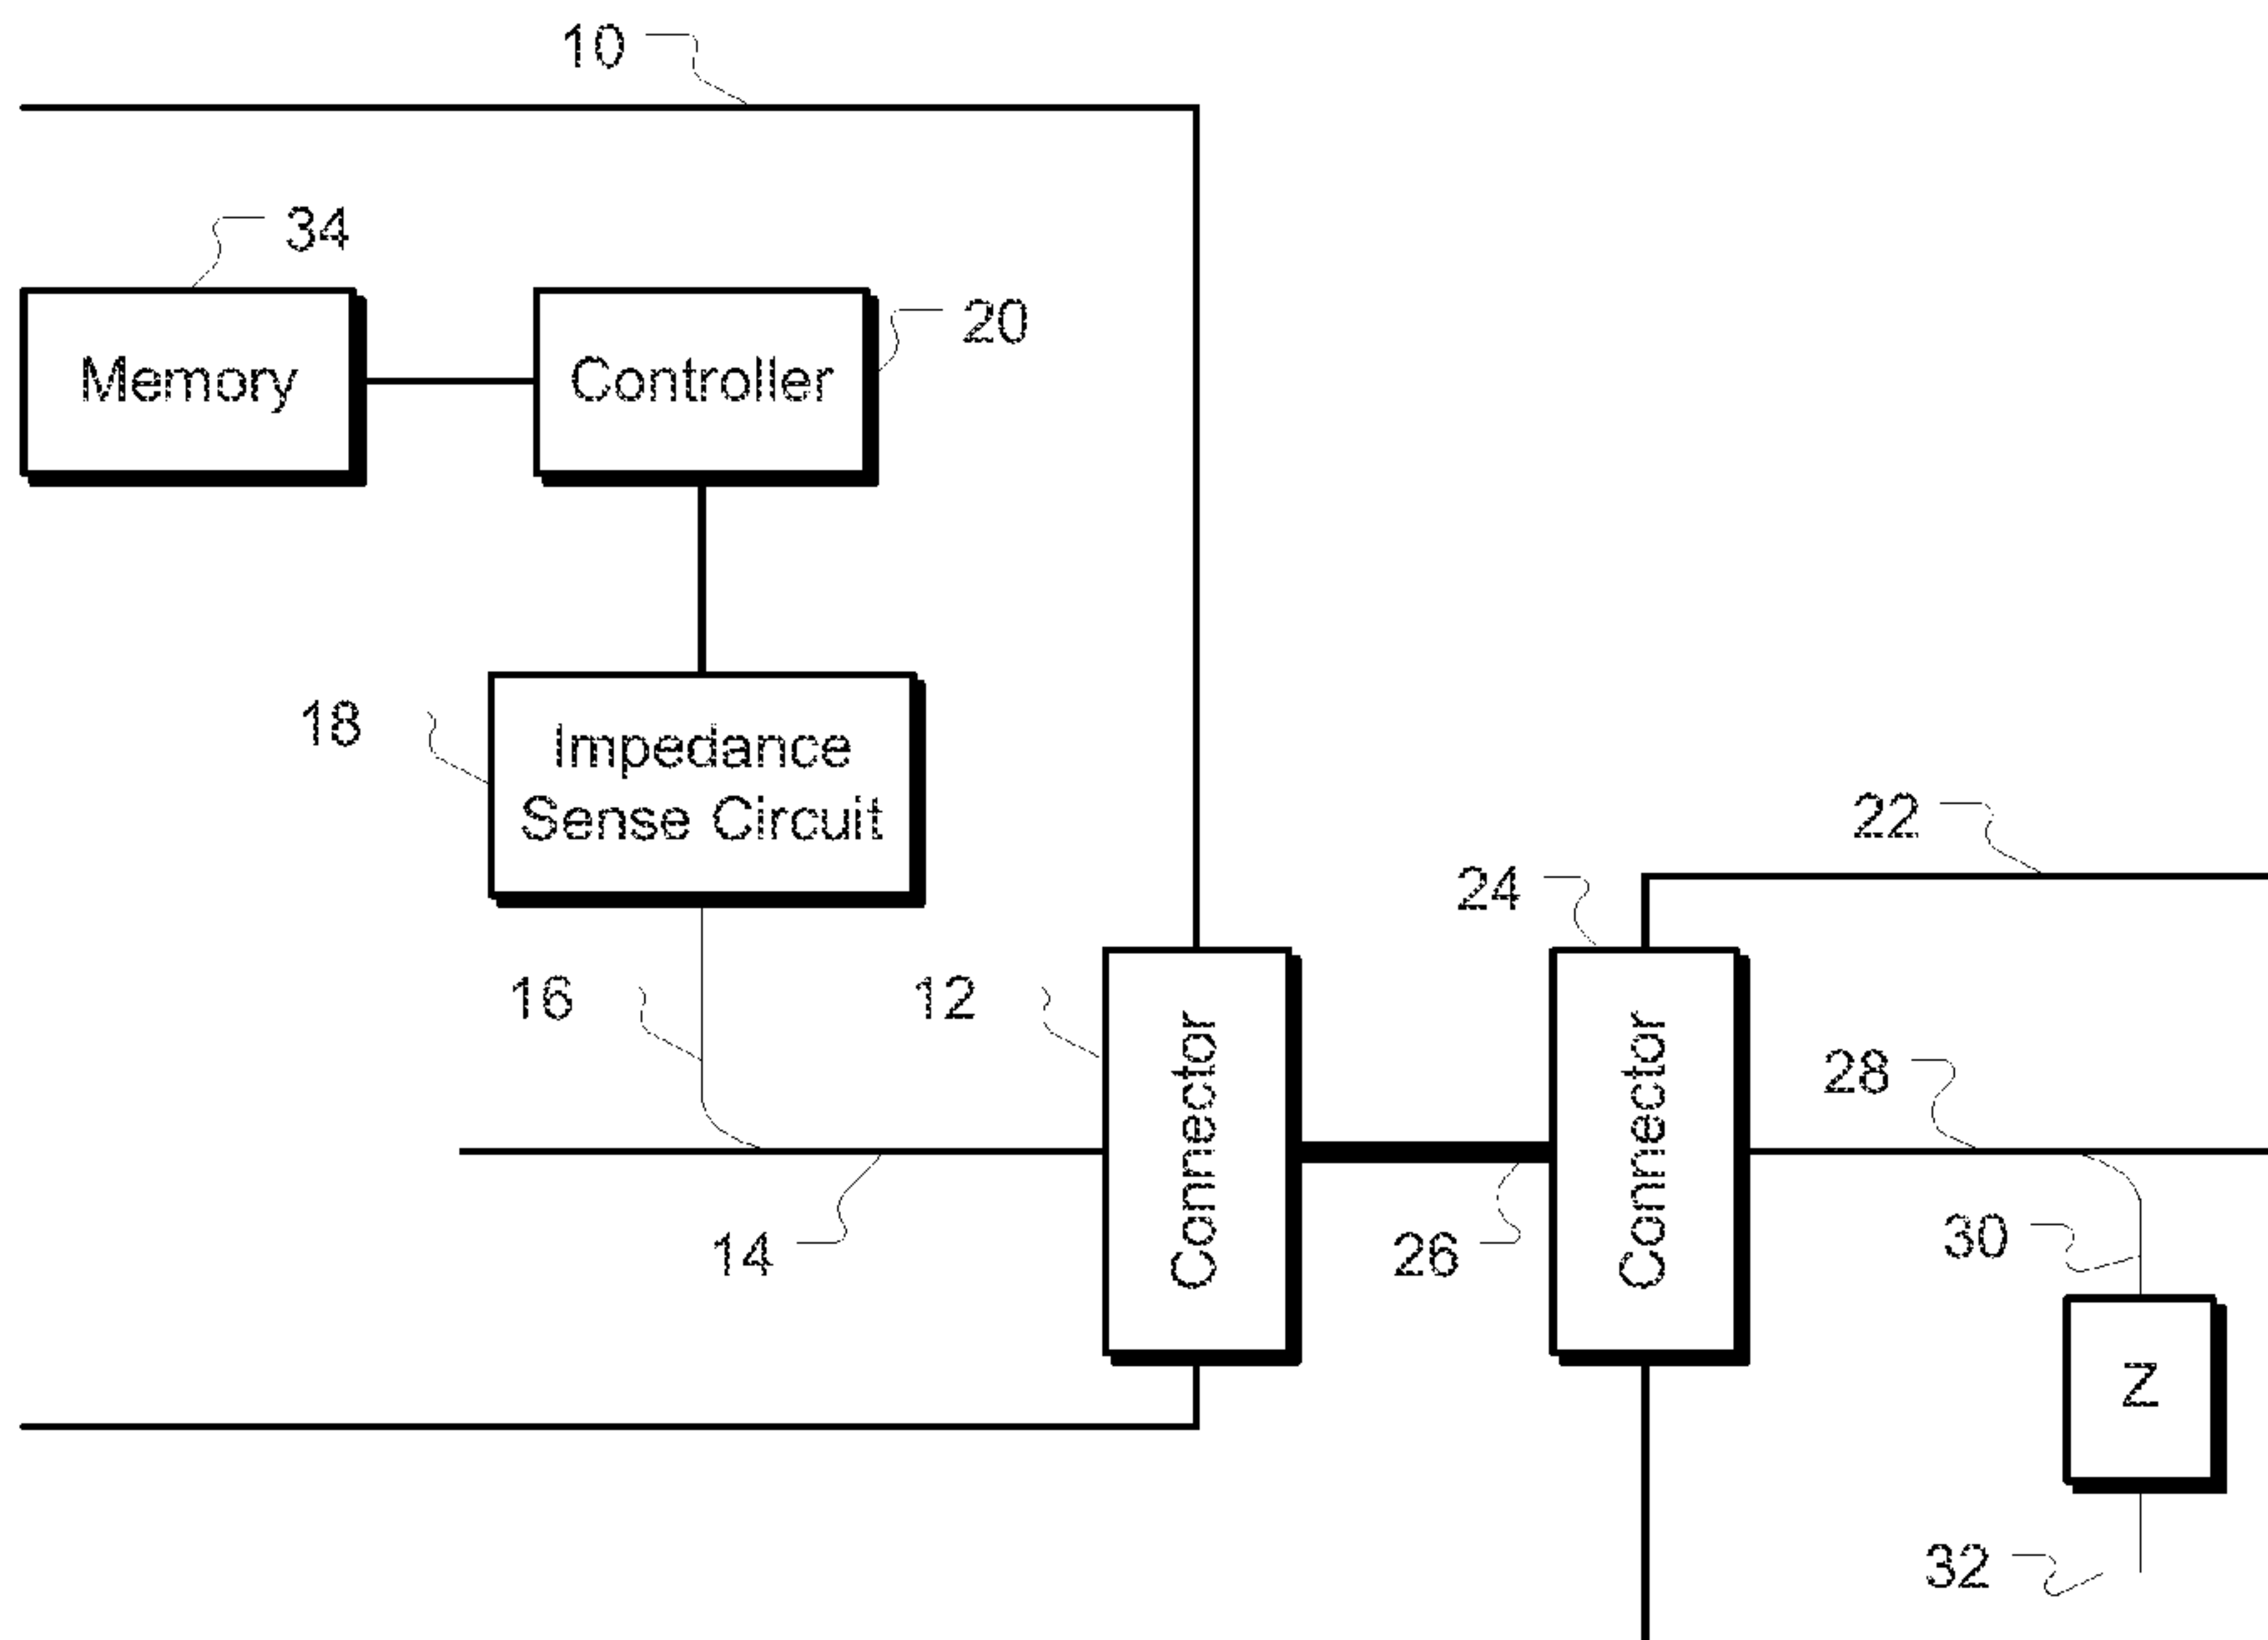 10
34
20
Memory
Controller
18
Impedance
Sense Circuit
22
24
16
12
Connector
Connector
28
14
26
30
Z
32